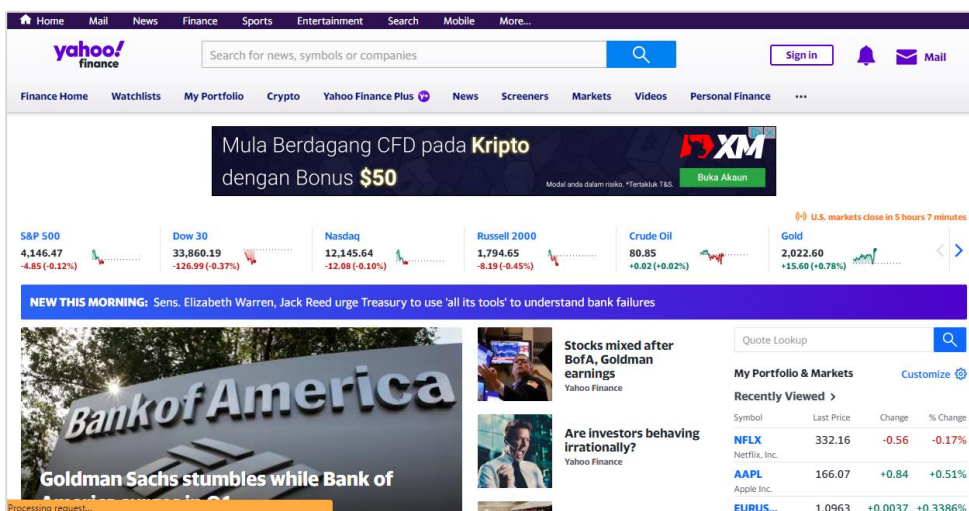 Home Mail News Finance Sports Entertainment Search Mobile More...
yahoo!
finance
Search for news, symbols or companies
Sign in
Mail
Finance Home Watchlists My Portfolio Crypto Yahoo Finance Plus News Screeners Markets Videos Personal Finance ...
Mula Berdagang CFD pada Kripto
dengan Bonus $50
Modal anda dalam risiko. *Tertakluk T&S.
XM
Buka Akaun
U.S. markets close in 5 hours 7 minutes
S&P 500 Dow 30 Nasdaq Russell 2000 Crude Oil Gold
4,146.47 33,860.19 12,145.64 1,794.65 80.85 2,022.60
-4.85 (-0.12%) -126.99 (-0.37%) -12.08 (-0.10%) -8.19 (-0.45%) +0.02 (+0.02%) +15.60 (+0.78%)
NEW THIS MORNING: Sens. Elizabeth Warren, Jack Reed urge Treasury to use 'all its tools' to understand bank failures
Bank of America
Goldman Sachs stumbles while Bank of
Processing request...
Stocks mixed after
BofA, Goldman
earnings
Yahoo Finance
Are investors behaving
irrationally?
Yahoo Finance
Quote Lookup
My Portfolio & Markets Customize
Recently Viewed >
Symbol Last Price Change % Change
NFLX 332.16 -0.56 -0.17%
Netflix, Inc.
AAPL 166.07 +0.84 +0.51%
Apple Inc.
EURUS... 1.0963 +0.0037 +0.3386%